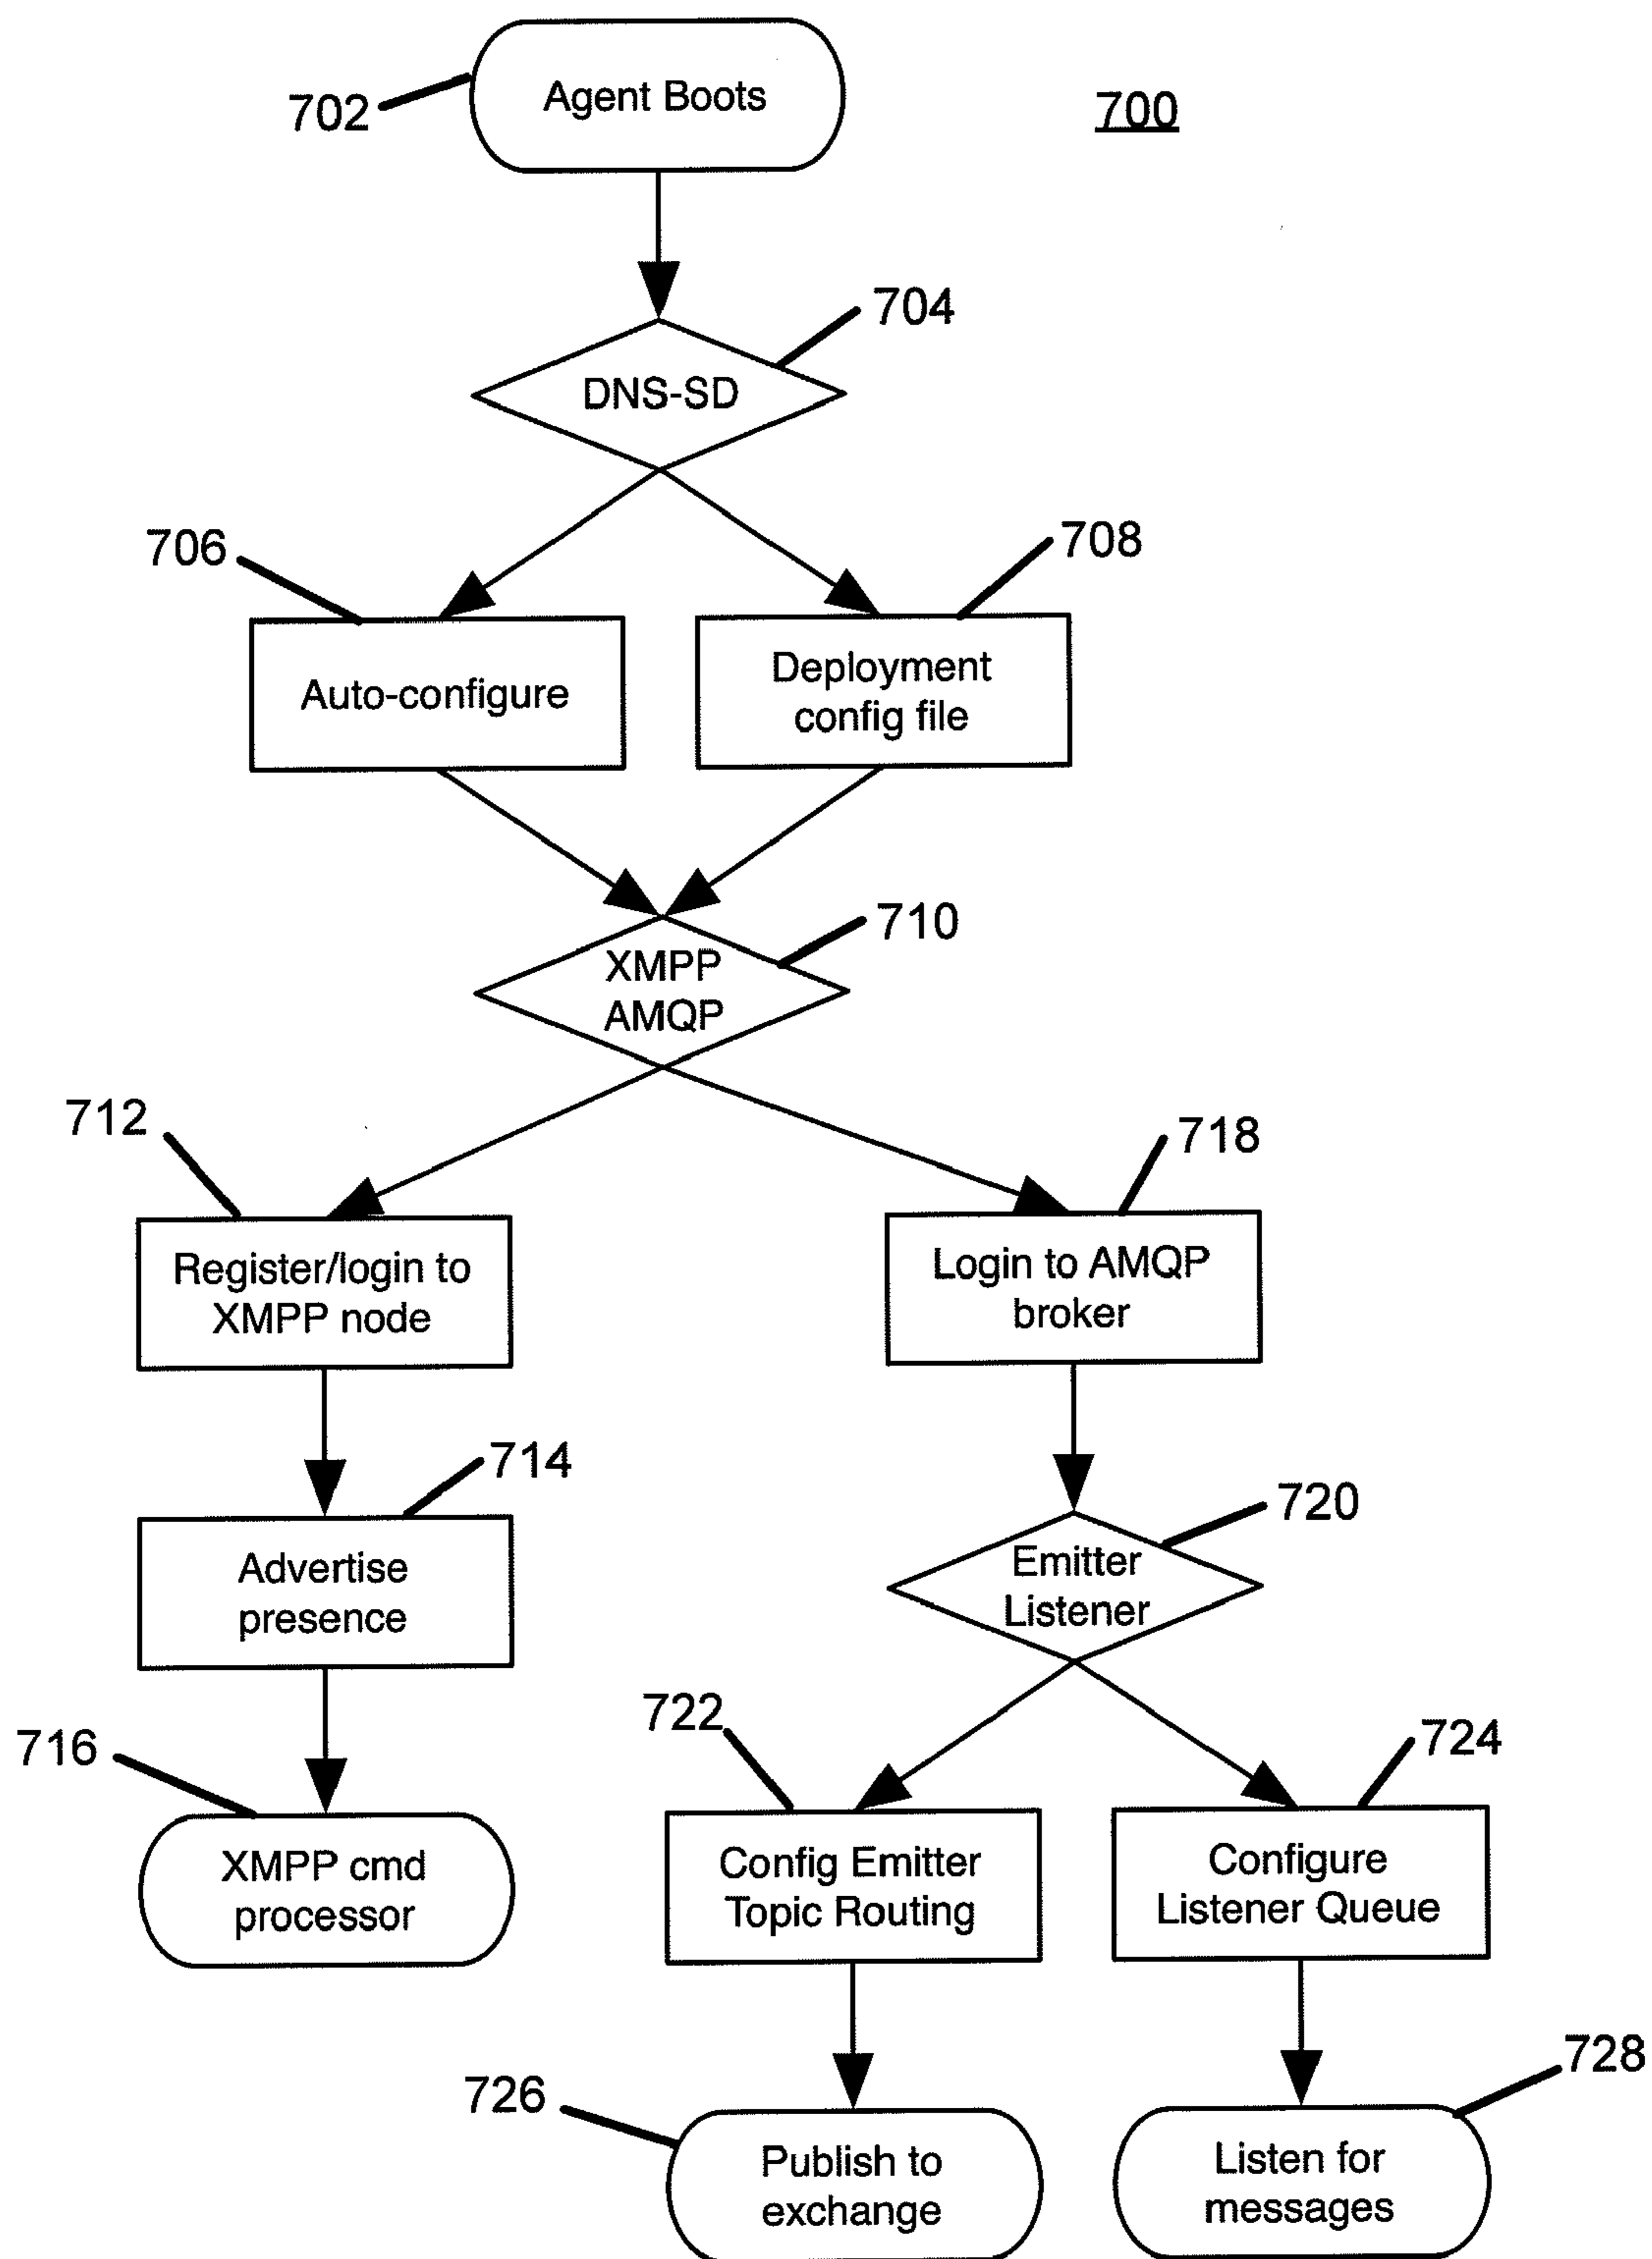 702
Agent Boots
700
704
DNS-SD
706
708
Auto-configure
Deployment
config file
710
XMPP
AMQP
712
718
Register/login to
XMPP node
Login to AMQP
broker
714
720
Advertise
presence
Emitter
Listener
722
724
716
XMPP cmd
processor
Config Emitter
Topic Routing
Configure
Listener Queue
726
728
Publish to
exchange
Listen for
messages